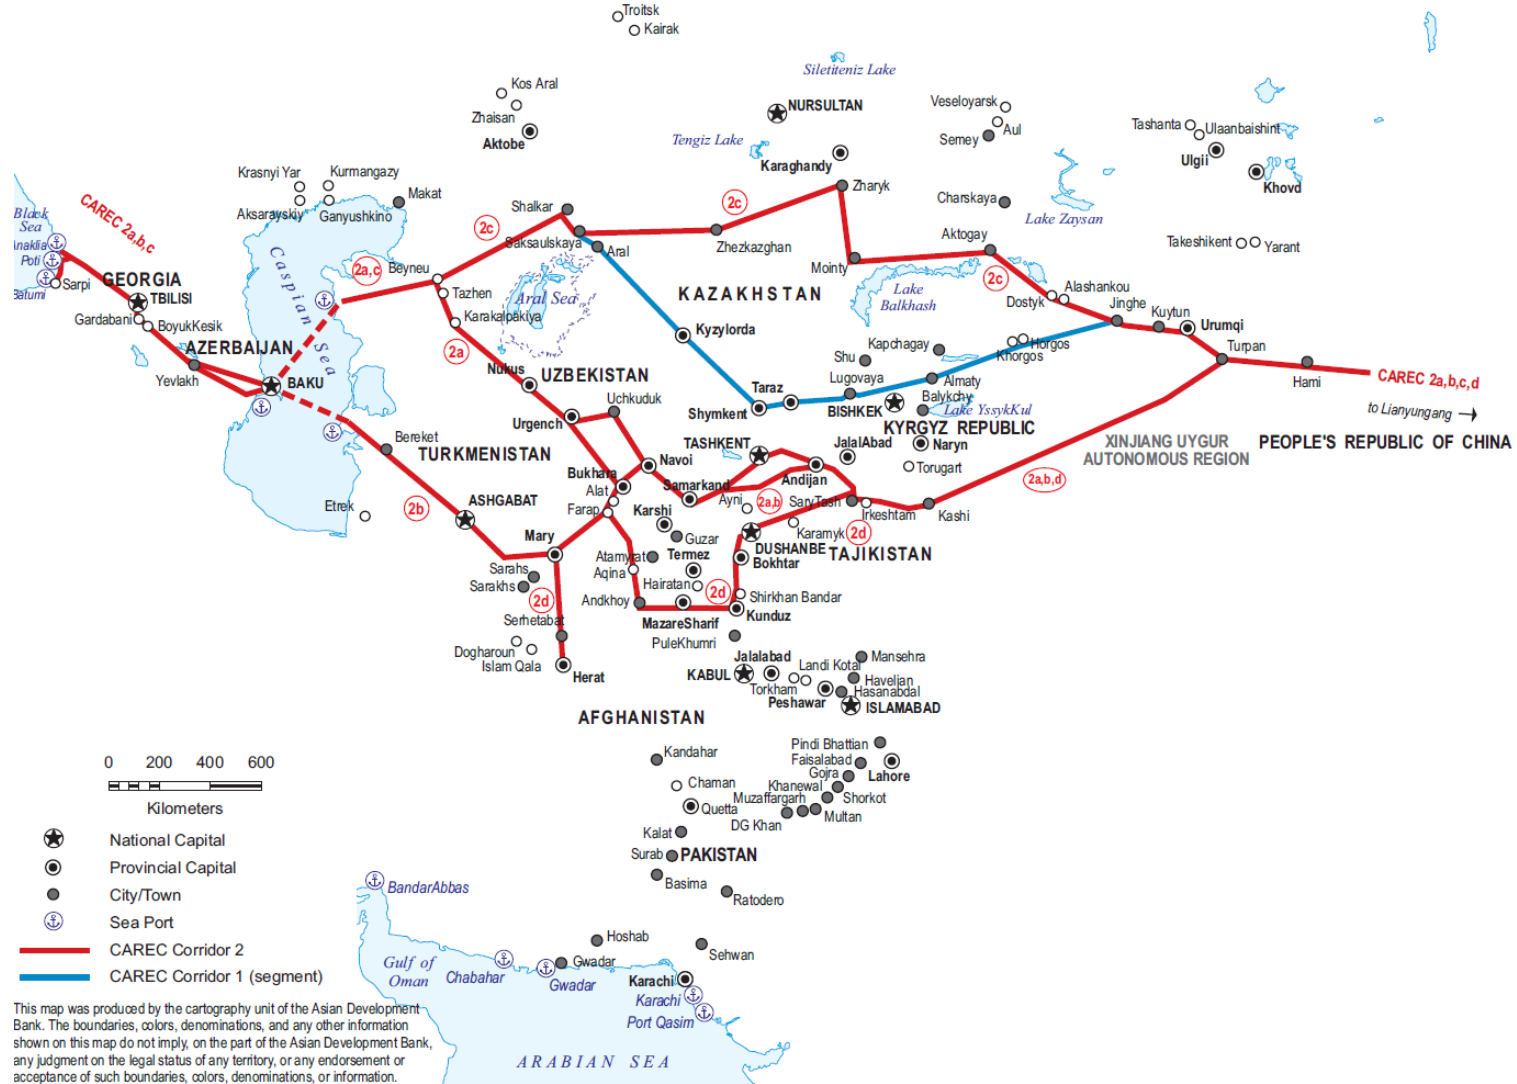 Troitsk
Kairak
Siletiteniz Lake
Kos Aral
Zhaisan
Aktobe
NURSULTAN
Tengiz Lake
Karaghandy
Veseloyarsk
Aul
Semey
Tashanta
Ulaanbaishint
Ulgii
Khovd
Krasnyi Yar
Kurmangazy
Aksarayskiy
Ganyushkino
Makat
CAREC 2a,b,c
Shalkar
2c
2c
Zharyk
Charskaya
Lake Zaysan
Black
Sea
Anaklia
Poti
Batumi
Sarpi
GEORGIA
TBILISI
Gardabani
BoyukKesik
AZERBAIJAN
Yevlakh
BAKU
Caspian Sea
2a,c
Beyneu
Tazhen
Karakalpakiya
2a
Saksaulskaya
Aral
Aral Sea
Zhezkazghan
Mointy
Aktogay
Takeshikent
Yarant
KAZAKHSTAN
Lake
Balkhash
2c
Dostyk
Alashankou
Jinghe
Kuytun
Urumqi
Turpan
Hami
CAREC 2a,b,c,d
to Lianyungang
Kyzylorda
Kapchagay
Khorgos
Horgos
Shu
Lugovaya
Almaty
Balykchy
Taraz
Shymkent
BISHKEK
Lake YssykKul
KYRGYZ REPUBLIC
Nukus
UZBEKISTAN
Uchkuduk
Urgench
XINJIANG UYGUR
AUTONOMOUS REGION
PEOPLE'S REPUBLIC OF CHINA
Bereket
TURKMENISTAN
TASHKENT
JalalAbad
Naryn
Torugart
Navoi
Bukhara
Samarkand
Andijan
2a,b,d
Alat
Farap
Ayni
2a,b
SaryTash
Irkeshtam
Kashi
Etrek
2b
ASHGABAT
Karshi
Guzar
Karamyk
2d
Mary
DUSHANBE
TAJIKISTAN
Bokhtar
Atamyrat
Termez
Aqina
Hairatan
2d
Sarahs
Sarakhs
2d
Andkhoy
Shirkhan Bandar
Kunduz
Serhetabat
MazareSharif
PuleKhumri
Dogharoun
Islam Qala
Herat
Jalalabad
KABUL
Landi Kotal
Torkham
Peshawar
Mansehra
Havelian
Hasanabdal
ISLAMABAD
AFGHANISTAN
Kandahar
Chaman
Quetta
Pindi Bhattian
Faisalabad
Gojra
Lahore
Khanewal
Shorkot
Muzaffargarh
Multan
DG Khan
Kalat
Surab
PAKISTAN
Basima
Ratodero
BandarAbbas
Hoshab
Sehwan
Gulf of
Oman
Chabahar
Gwadar
Gwadar
Karachi
Karachi
Port Qasim
ARABIAN SEA
0 200 400 600
Kilometers
National Capital
Provincial Capital
City/Town
Sea Port
CAREC Corridor 2
CAREC Corridor 1 (segment)
This map was produced by the cartography unit of the Asian Development
Bank. The boundaries, colors, denominations, and any other information
shown on this map do not imply, on the part of the Asian Development Bank,
any judgment on the legal status of any territory, or any endorsement or
acceptance of such boundaries, colors, denominations, or information.